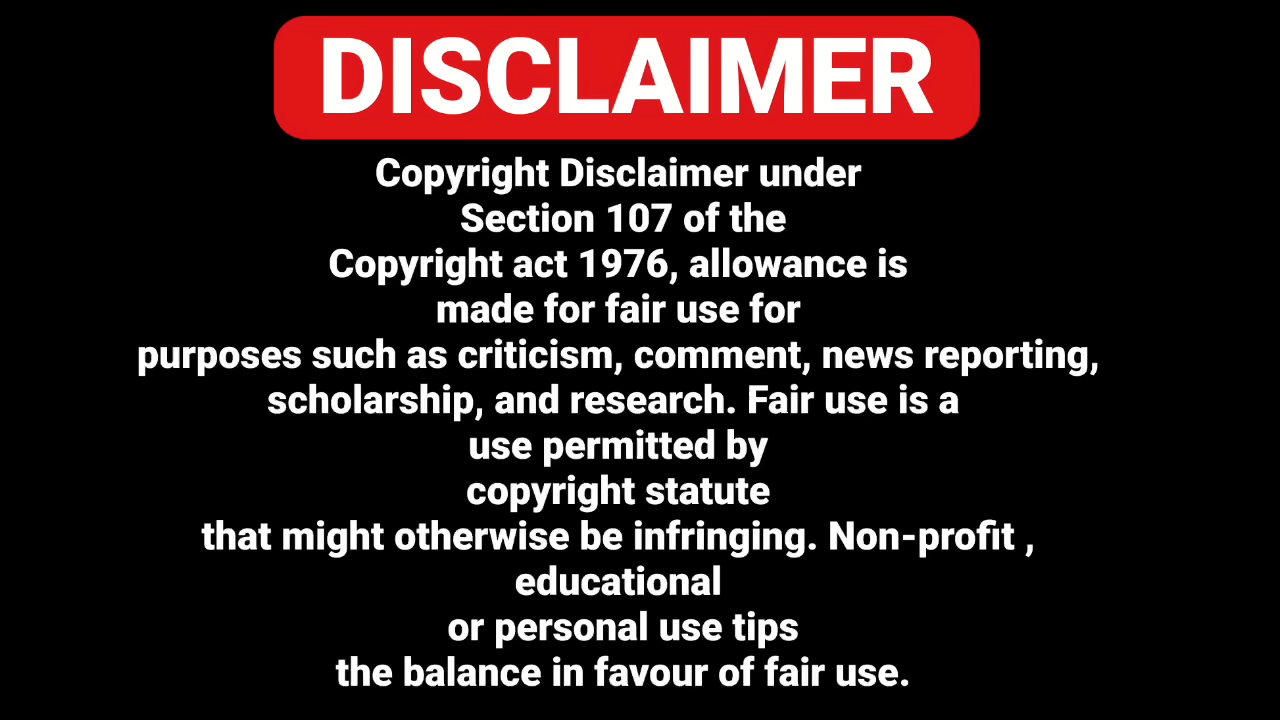 DISCLAIMER
Copyright Disclaimer under
Section 107 of the
Copyright act 1976, allowance is
made for fair use for
purposes such as criticism, comment, news reporting,
scholarship, and research. Fair use is a
use permitted by
copyright statute
that might otherwise be infringing. Non-profit ,
educational
or personal use tips
the balance in favour of fair use.